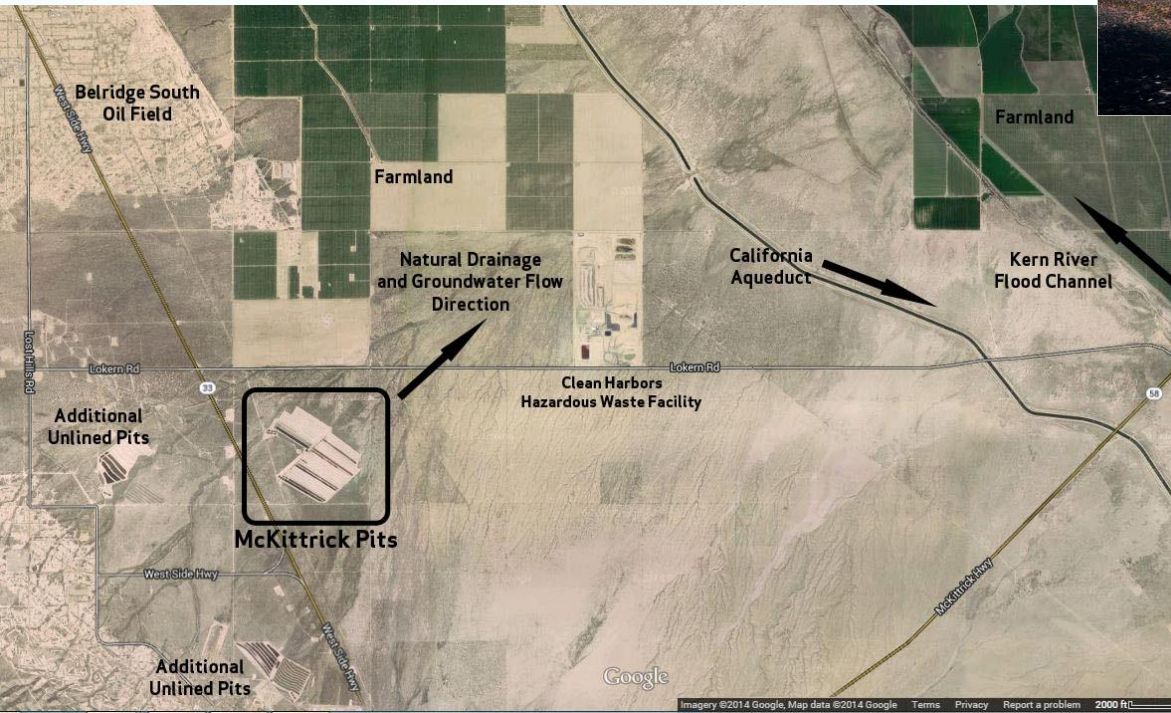 Belridge South
Oil Field
West Side Hwy
Farmland
Farmland
Natural Drainage
and Groundwater Flow
Direction
California
Aqueduct
Kern River
Flood Channel
Lost Hills Rd
Lokern Rd
Lokern Rd
33
58
Clean Harbors
Hazardous Waste Facility
Additional
Unlined Pits
McKittrick Pits
West Side Hwy
McKittrick Hwy
West Side Hwy
Additional
Unlined Pits
Google
Imagery ©2014 Google, Map data ©2014 Google Terms Privacy Report a problem 2000 ft